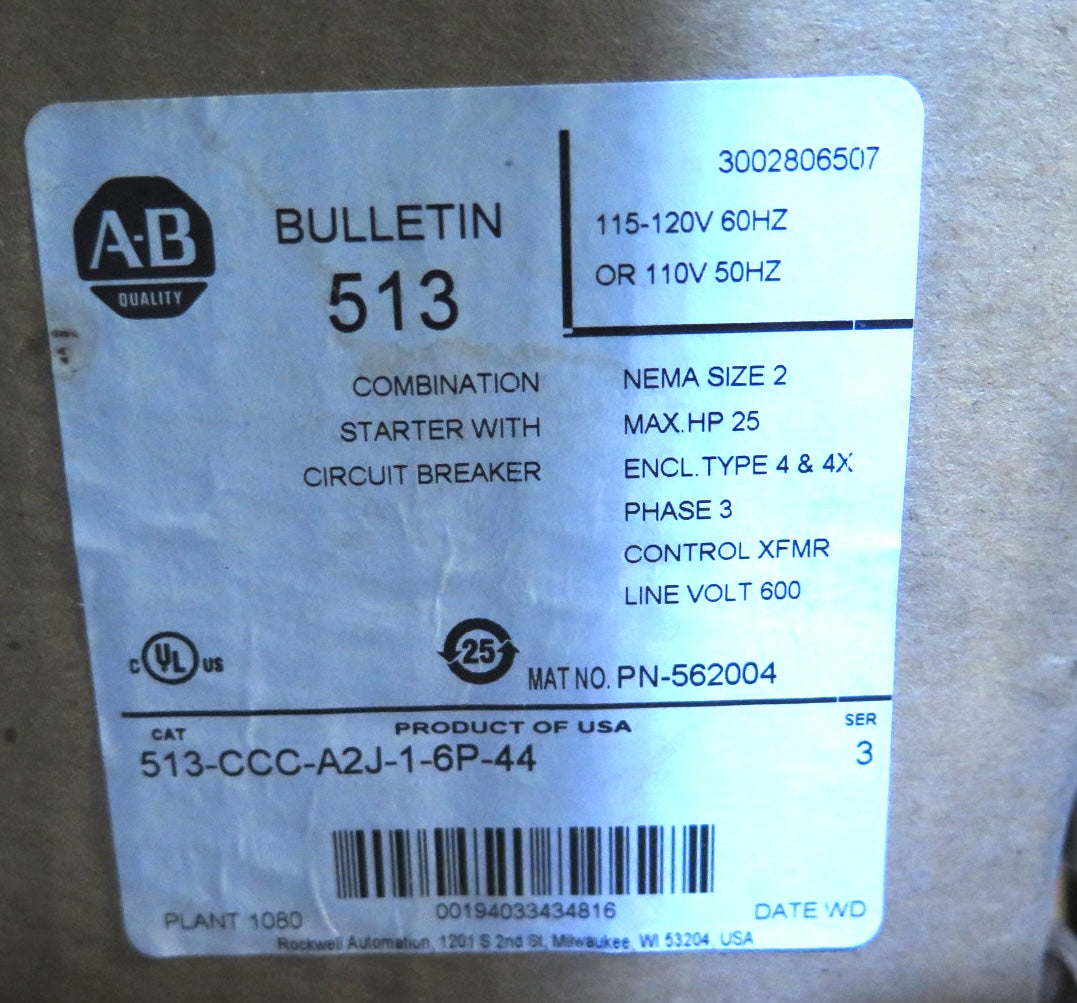 3002806507
A-B
QUALITY
BULLETIN
513
115-120V 60HZ
OR 110V 50HZ
COMBINATION
STARTER WITH
CIRCUIT BREAKER
NEMA SIZE 2
MAX.HP 25
ENCL.TYPE 4 & 4X
PHASE 3
CONTROL XFMR
LINE VOLT 600
C UL US
25
MAT NO. PN-562004
CAT
PRODUCT OF USA
SER
513-CCC-A2J-1-6P-44
3
00194033434816
PLANT 1080
DATE WD
Rockwell Automation, 1201 S 2nd St, Milwaukee, WI 53204, USA